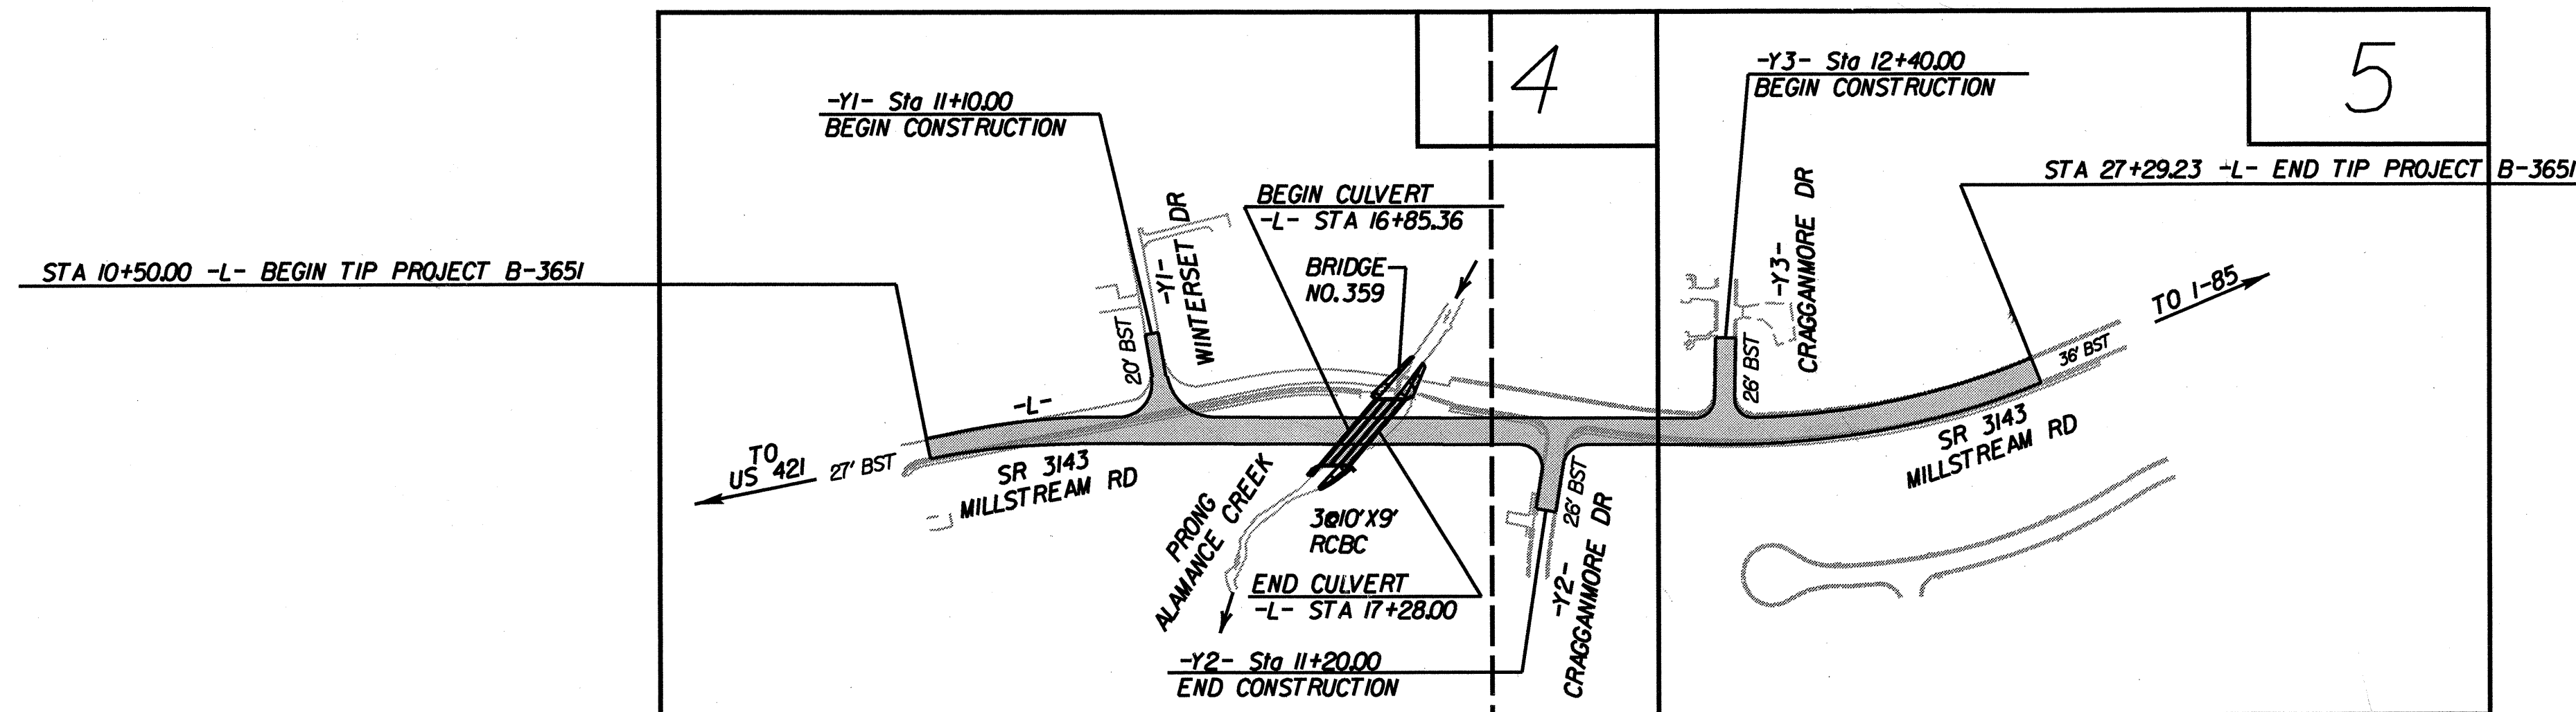 4
5
-Y3- Sta 12+40.00
BEGIN CONSTRUCTION
-Y1- Sta 11+10.00
BEGIN CONSTRUCTION
STA 27+29.23 -L- END TIP PROJECT B-3651
BEGIN CULVERT
-L- STA 16+85.36
BRIDGE
NO. 359
STA 10+50.00 -L- BEGIN TIP PROJECT B-3651
-Y1-
WINTERSET DR
-Y3-
CRAGGANMORE DR
TO I-85
20' BST
26' BST
36' BST
-L-
TO
US 421
27' BST
SR 3143
MILLSTREAM RD
SR 3143
MILLSTREAM RD
PRONG
ALAMANCE CREEK
3@10'X9'
RCBC
26' BST
-Y2-
CRAGGANMORE DR
END CULVERT
-L- STA 17+28.00
-Y2- Sta 11+20.00
END CONSTRUCTION